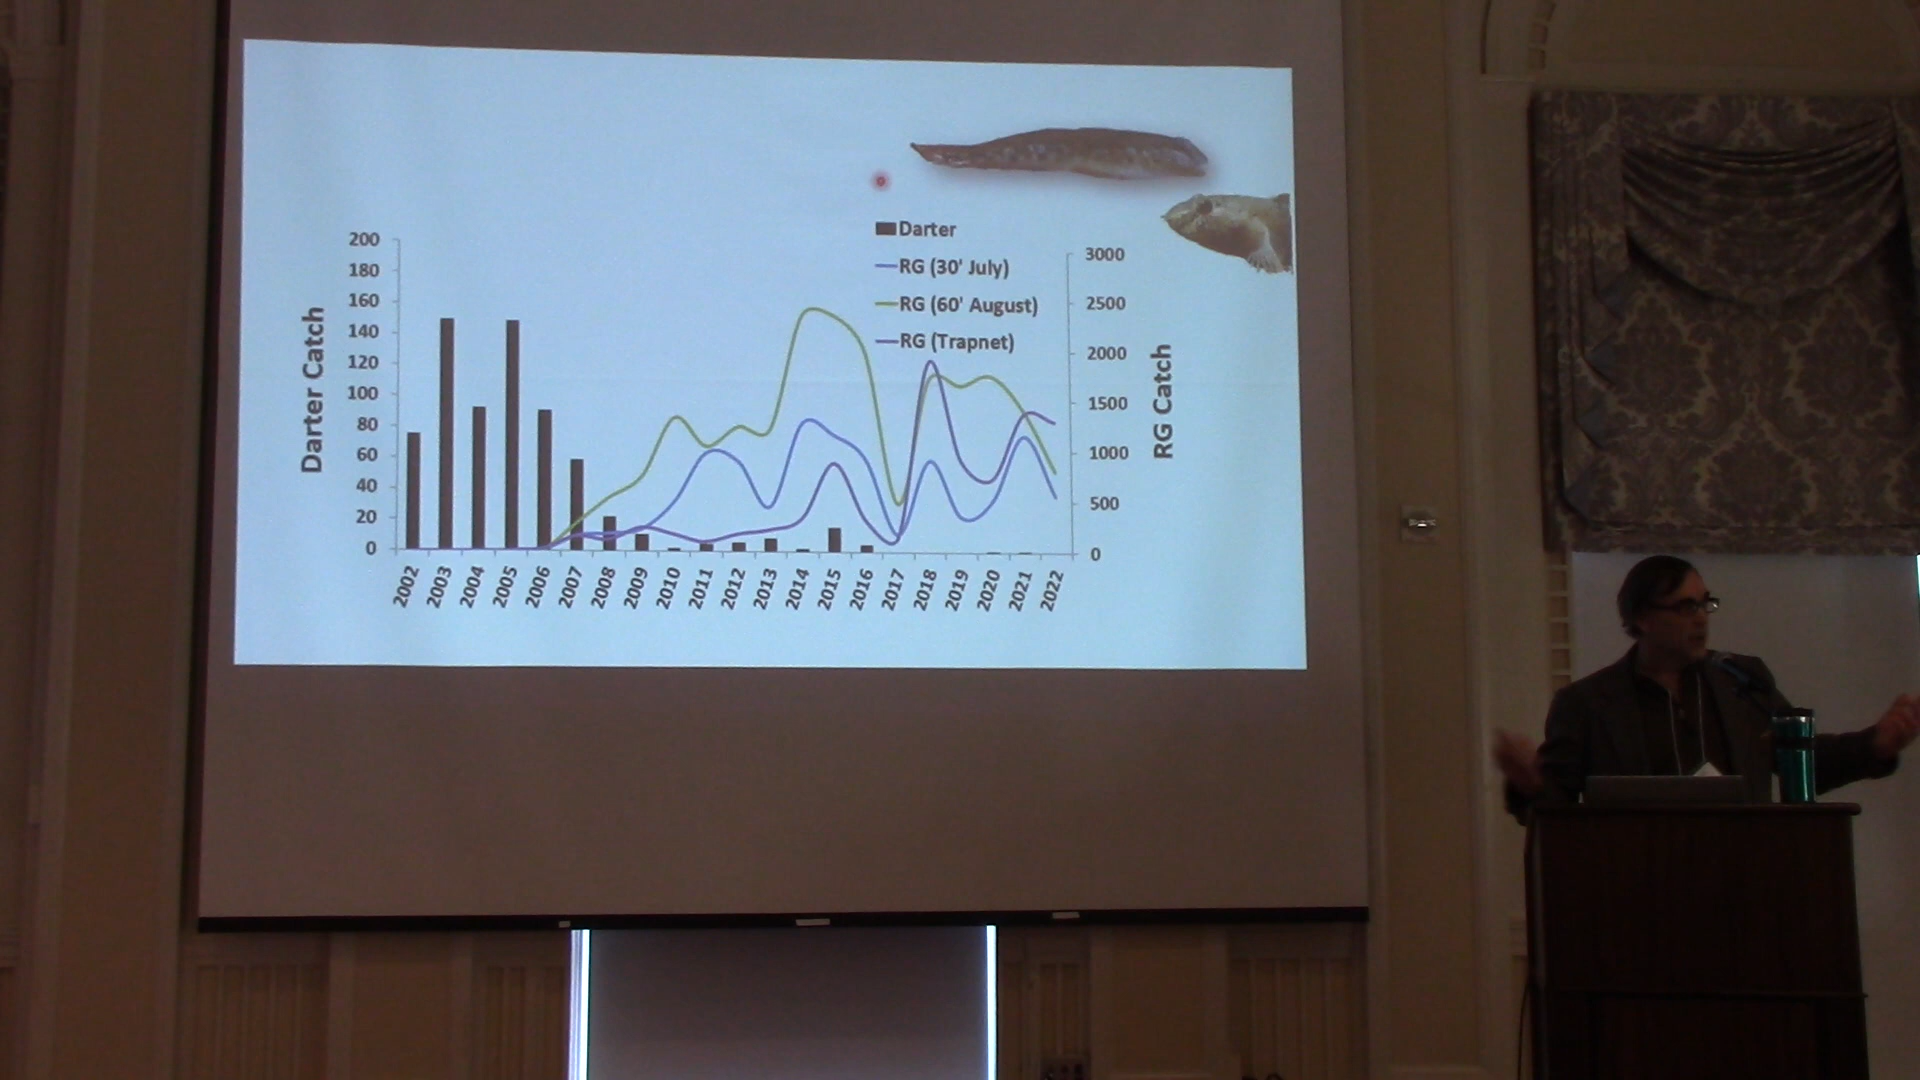 Darter
RG (30' July)
RG (60' August)
RG (Trapnet)
Darter Catch
200
180
160
140
120
100
80
60
40
20
0
3000
2500
2000
1500
1000
500
0
RG Catch
2002 2003 2004 2005 2006 2007 2008 2009 2010 2011 2012 2013 2014 2015 2016 2017 2018 2019 2020 2021 2022